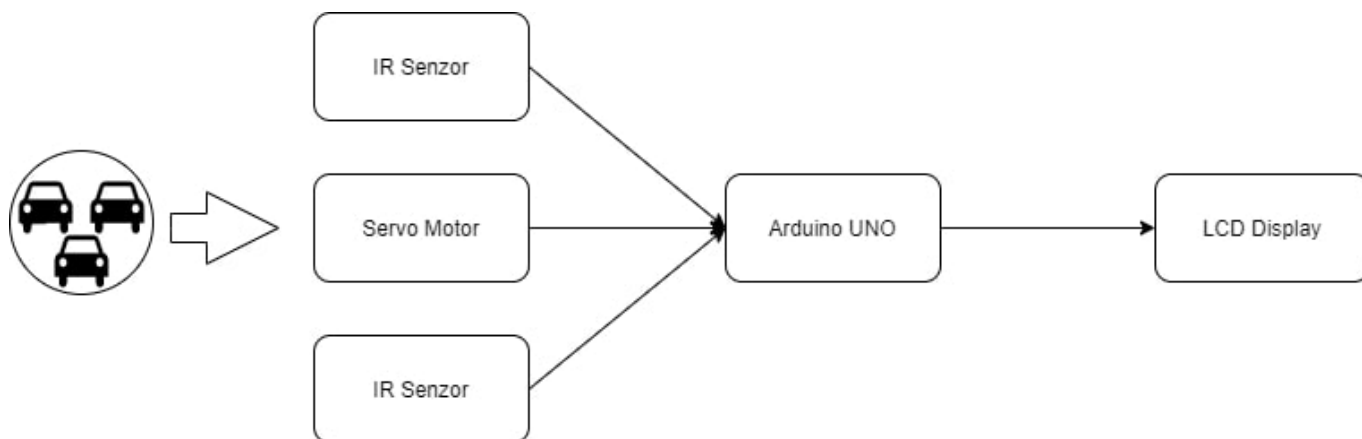 IR Senzor
Servo Motor
Arduino UNO
LCD Display
IR Senzor